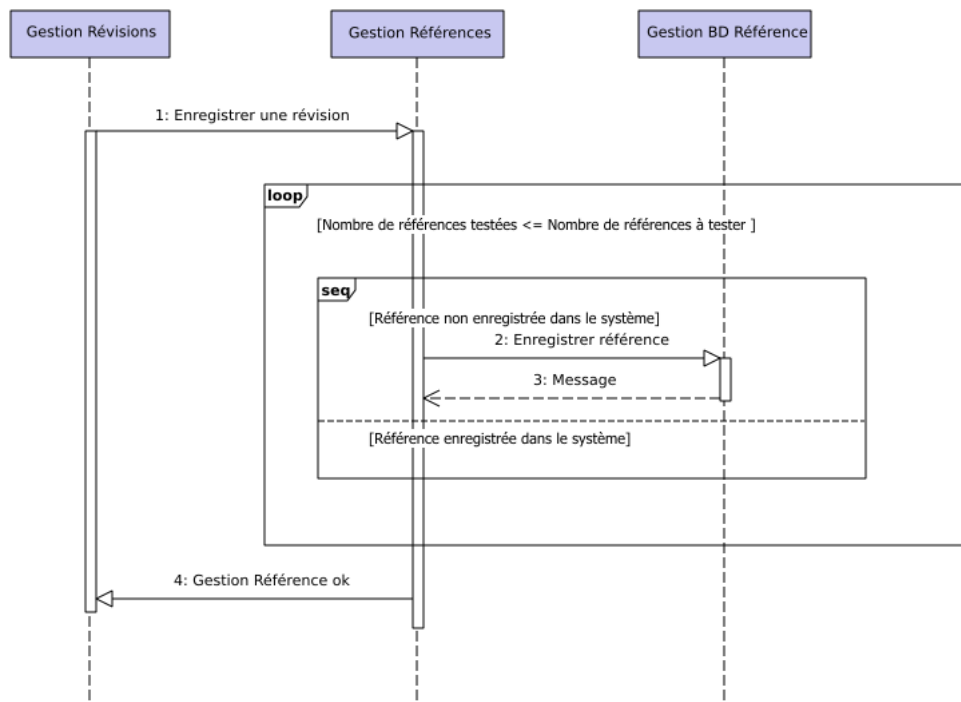 Gestion Révisions
Gestion Références
Gestion BD Référence
1: Enregistrer une révision
loop
[Nombre de références testées <= Nombre de références à tester ]
seq
[Référence non enregistrée dans le système]
2: Enregistrer référence
3: Message
[Référence enregistrée dans le système]
4: Gestion Référence ok